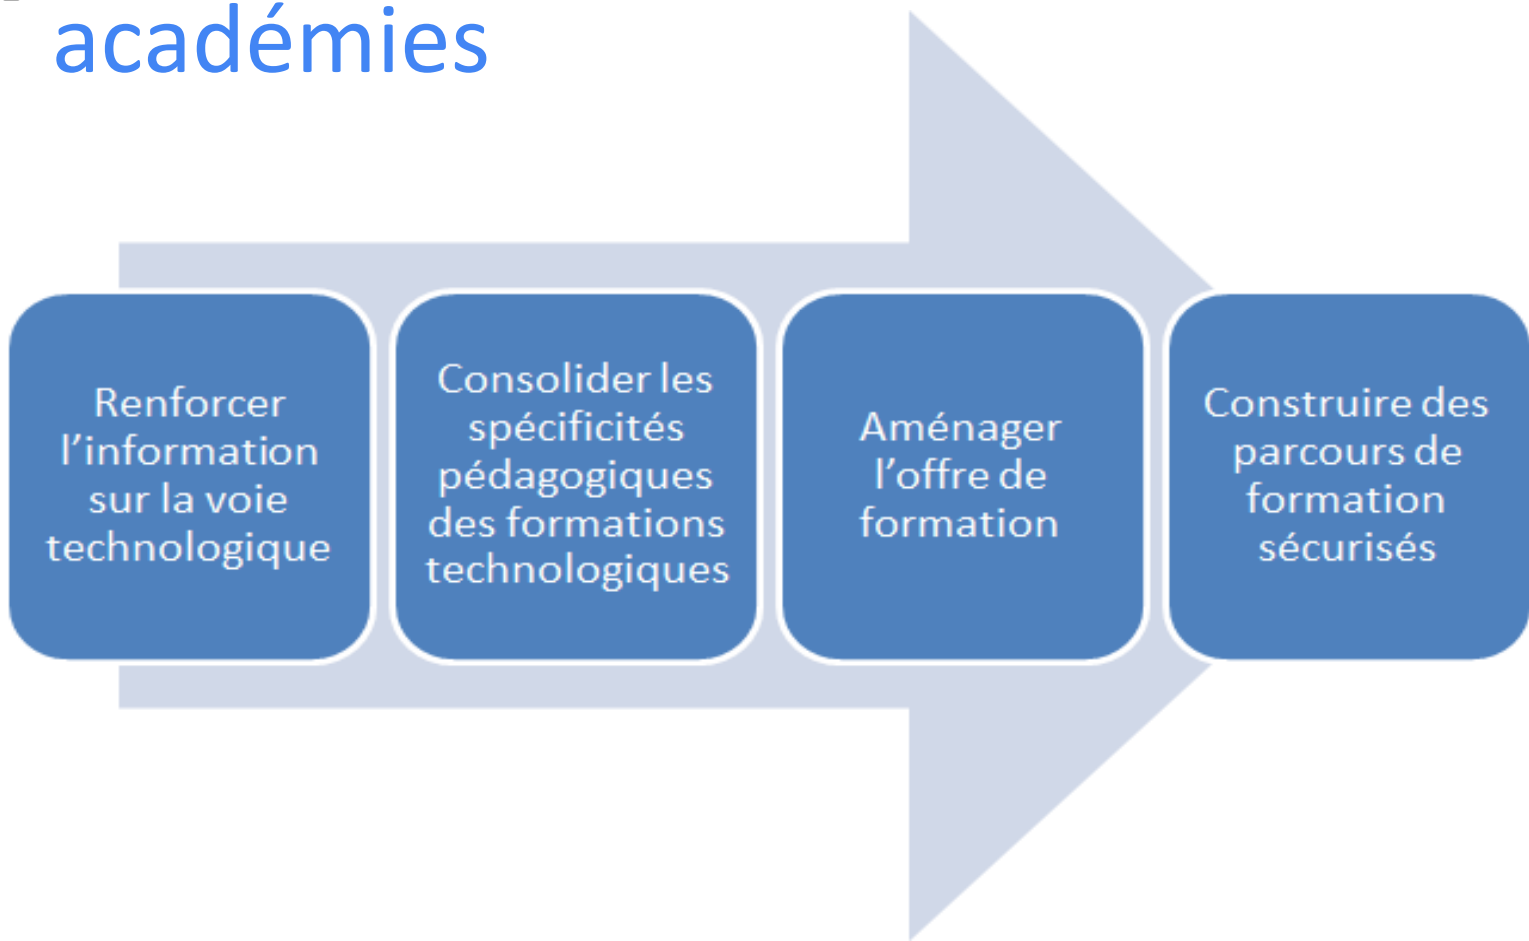 académies
Renforcer
l’information
sur la voie
technologique
Consolider les
spécificités
pédagogiques
des formations
technologiques
Aménager
l’offre de
formation
Construire des
parcours de
formation
sécurisés